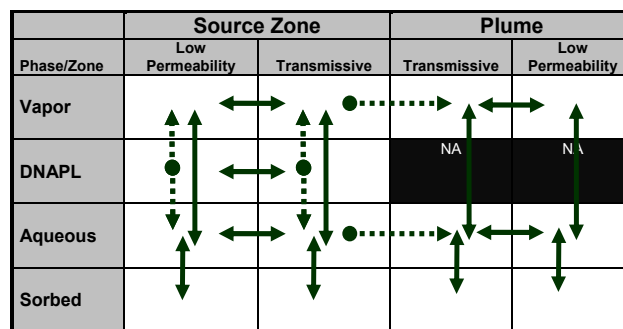 Source Zone Plume
Phase/Zone Low Permeability Transmissive Transmissive Low Permeability
Vapor
NA NA
DNAPL
Aqueous
Sorbed